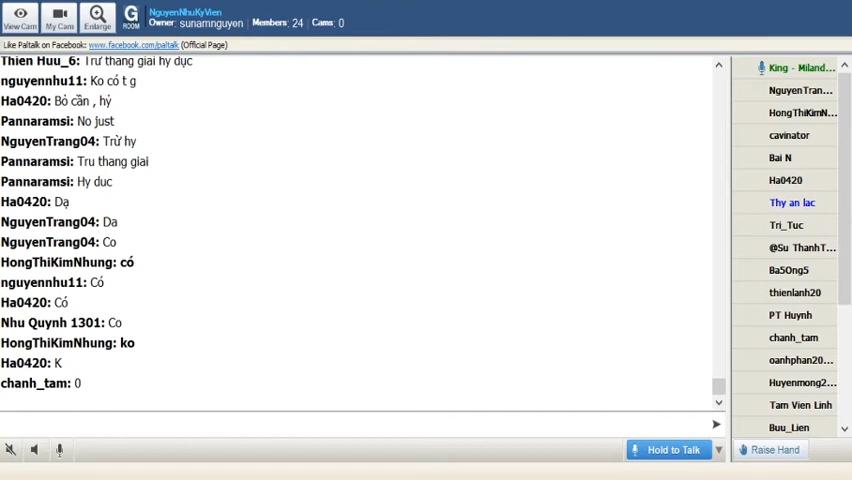 View Cam
My Cam
Enlarge
G
ROOM
NguyenNhuKyVien
Owner: sunamnguyon Members: 24 Cams: 0
Like Paltalk on Facebook: www.facebook.com/paltalk (Official Page)
Thien Huu_6: Trừ thang giai hy dục
nguyennhu11: Ko có t g
Ha0420: Bỏ cần , hỷ
Pannaramsi: No just
NguyenTrang04: Trừ hy
Pannaramsi: Tru thang giai
Pannaramsi: Hy duc
Ha0420: Dạ
NguyenTrang04: Da
NguyenTrang04: Co
HongThiKimNhung: có
nguyennhu11: Có
Ha0420: Có
Nhu Quynh 1301: Co
HongThiKimNhung: ko
Ha0420: K
chanh_tam: 0
Hold to Talk
King - Miland...
NguyenTran...
HongThiKimN...
cavinator
Bai N
Ha0420
Thy an lac
Tri_Tuc
@Su ThanhT...
Ba5Ong5
thienlanh20
PT Huynh
chanh_tam
oanhphan20...
Huyenmong2...
Tam Vien Linh
Buu_Lien
Raise Hand